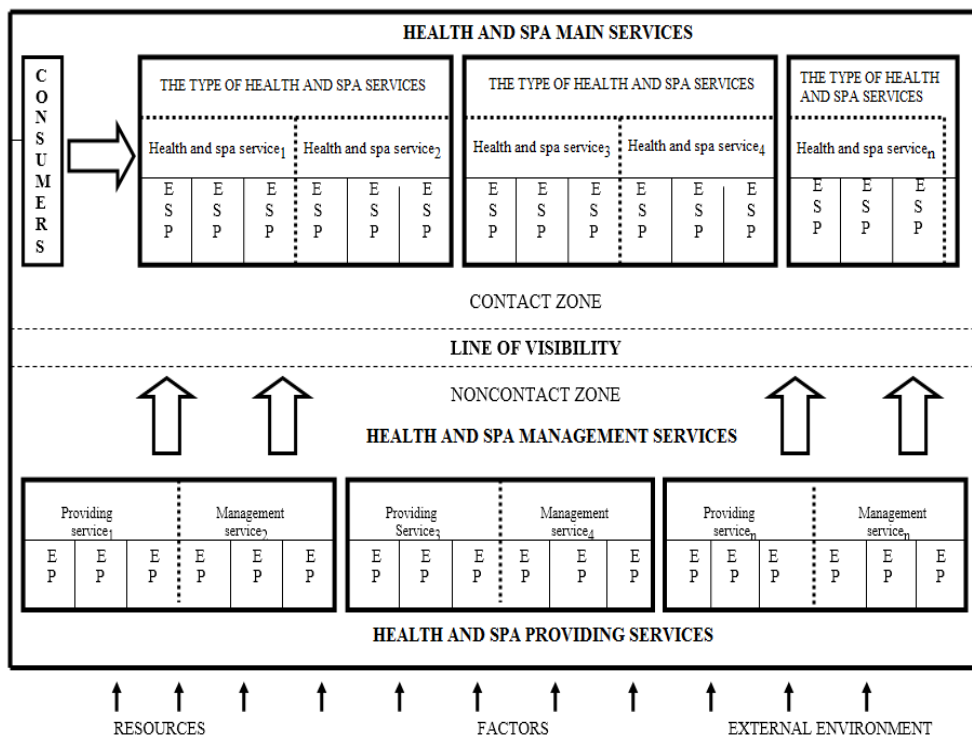 HEALTH AND SPA MAIN SERVICES
C
O
N
S
U
M
E
R
S
THE TYPE OF HEALTH AND SPA SERVICES
Health and spa service1 Health and spa service2
E E E E E E
S S S S S S
P P P P P P
THE TYPE OF HEALTH AND SPA SERVICES
Health and spa service3 Health and spa service4
E E E E E E
S S S S S S
P P P P P P
THE TYPE OF HEALTH
AND SPA SERVICES
Health and spa servicen
E E E
S S S
P P P
CONTACT ZONE
LINE OF VISIBILITY
NONCONTACT ZONE
HEALTH AND SPA MANAGEMENT SERVICES
Providing
service1
Management
service2
E E E E E E
P P P P P P
Providing
Service3
Management
service4
E E E E E E
P P P P P P
Providing
servicen
Management
servicen
E E E E E E
P P P P P P
HEALTH AND SPA PROVIDING SERVICES
RESOURCES FACTORS EXTERNAL ENVIRONMENT